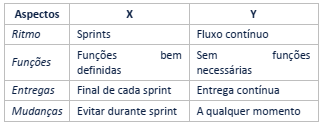 Aspectos X Y
Ritmo Sprints Fluxo contínuo
Funções Funções bem definidas Sem funções necessárias
Entregas Final de cada sprint Entrega contínua
Mudanças Evitar durante sprint A qualquer momento